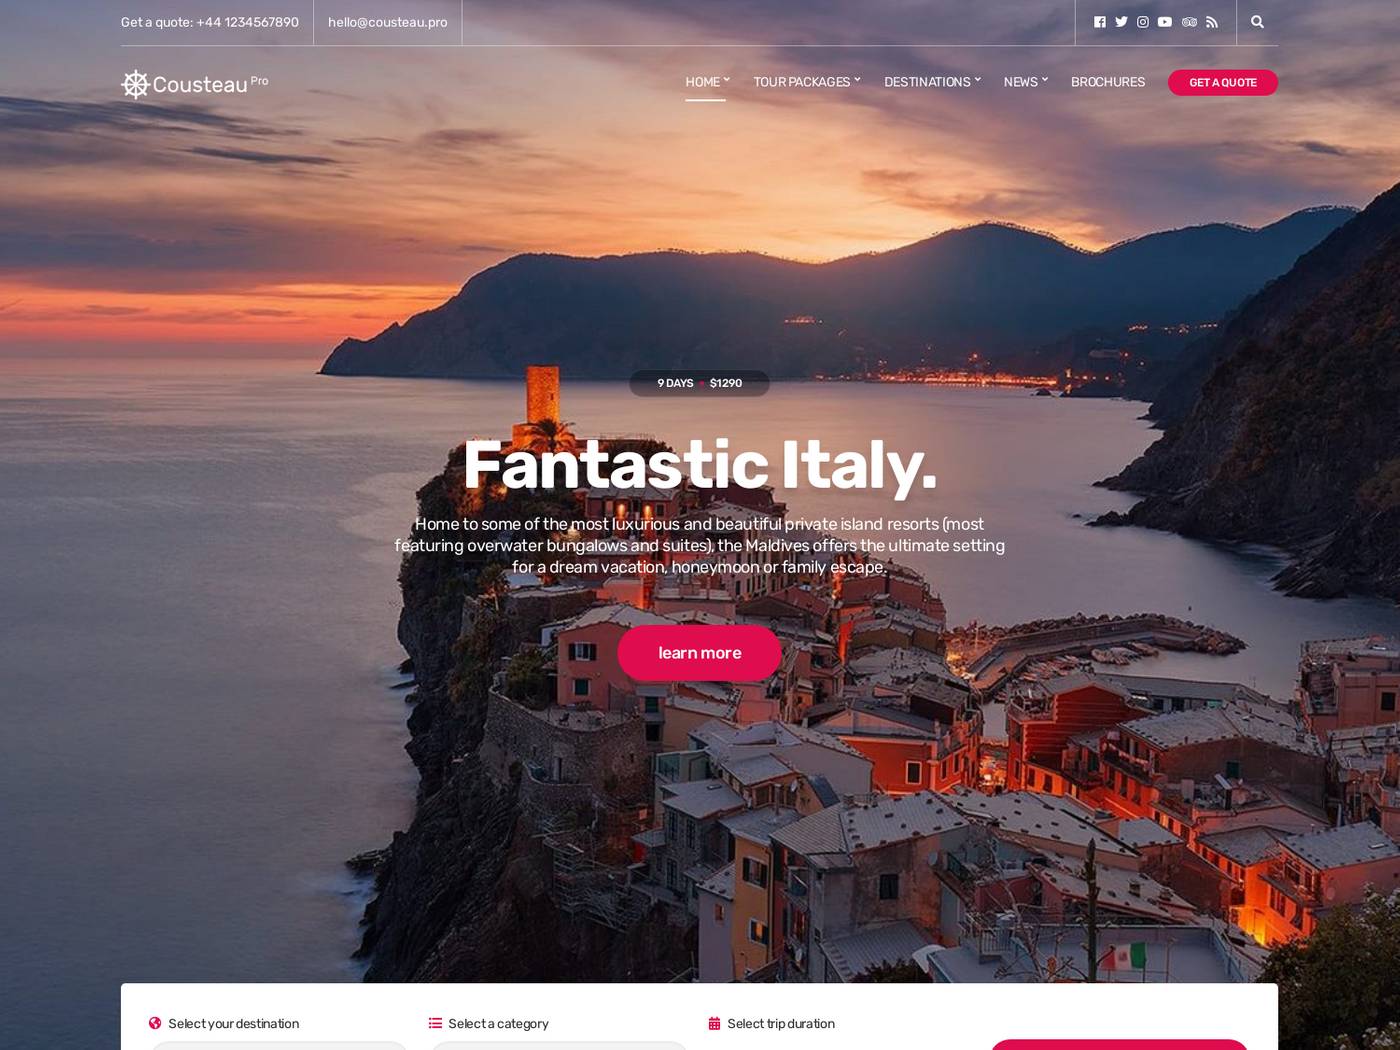 Get a quote: +44 1234567890
hello@cousteau.pro
Cousteau Pro
HOME
TOUR PACKAGES
DESTINATIONS
NEWS
BROCHURES
GET A QUOTE
9 DAYS • $1290
Fantastic Italy.
Home to some of the most luxurious and beautiful private island resorts (most
featuring overwater bungalows and suites), the Maldives offers the ultimate setting
for a dream vacation, honeymoon or family escape.
learn more
Select your destination
Select a category
Select trip duration